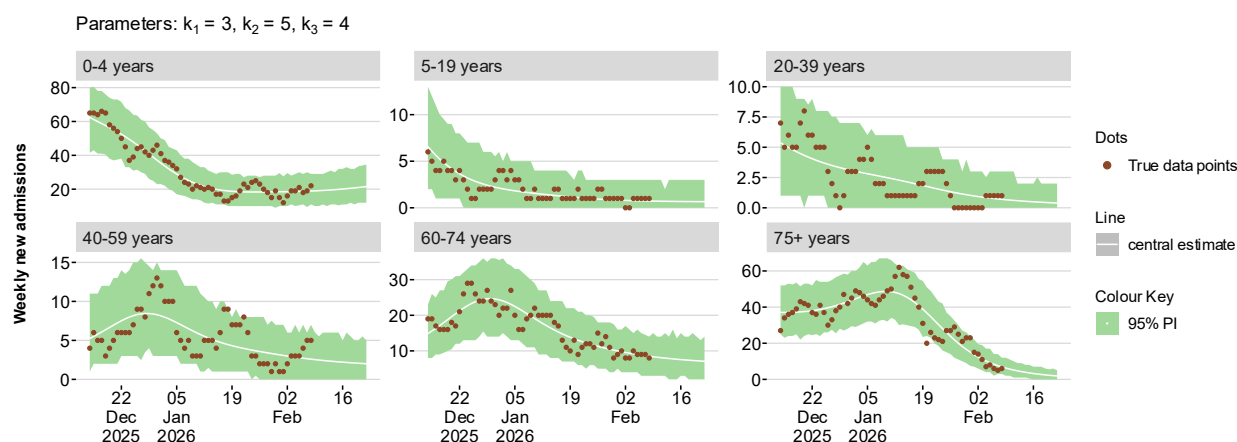 Parameters: k1 = 3, k2 = 5, k3 = 4
0-4 years
5-19 years
20-39 years
80
60
40
20
10
5
0
10.0
7.5
5.0
2.5
0.0
40-59 years
60-74 years
75+ years
15
10
5
0
30
20
10
60
40
20
0
22
Dec
2025
05
Jan
2026
19
02
Feb
16
22
Dec
2025
05
Jan
2026
19
02
Feb
16
22
Dec
2025
05
Jan
2026
19
02
Feb
16
Weekly new admissions
Dots
True data points
Line
central estimate
Colour Key
95% PI